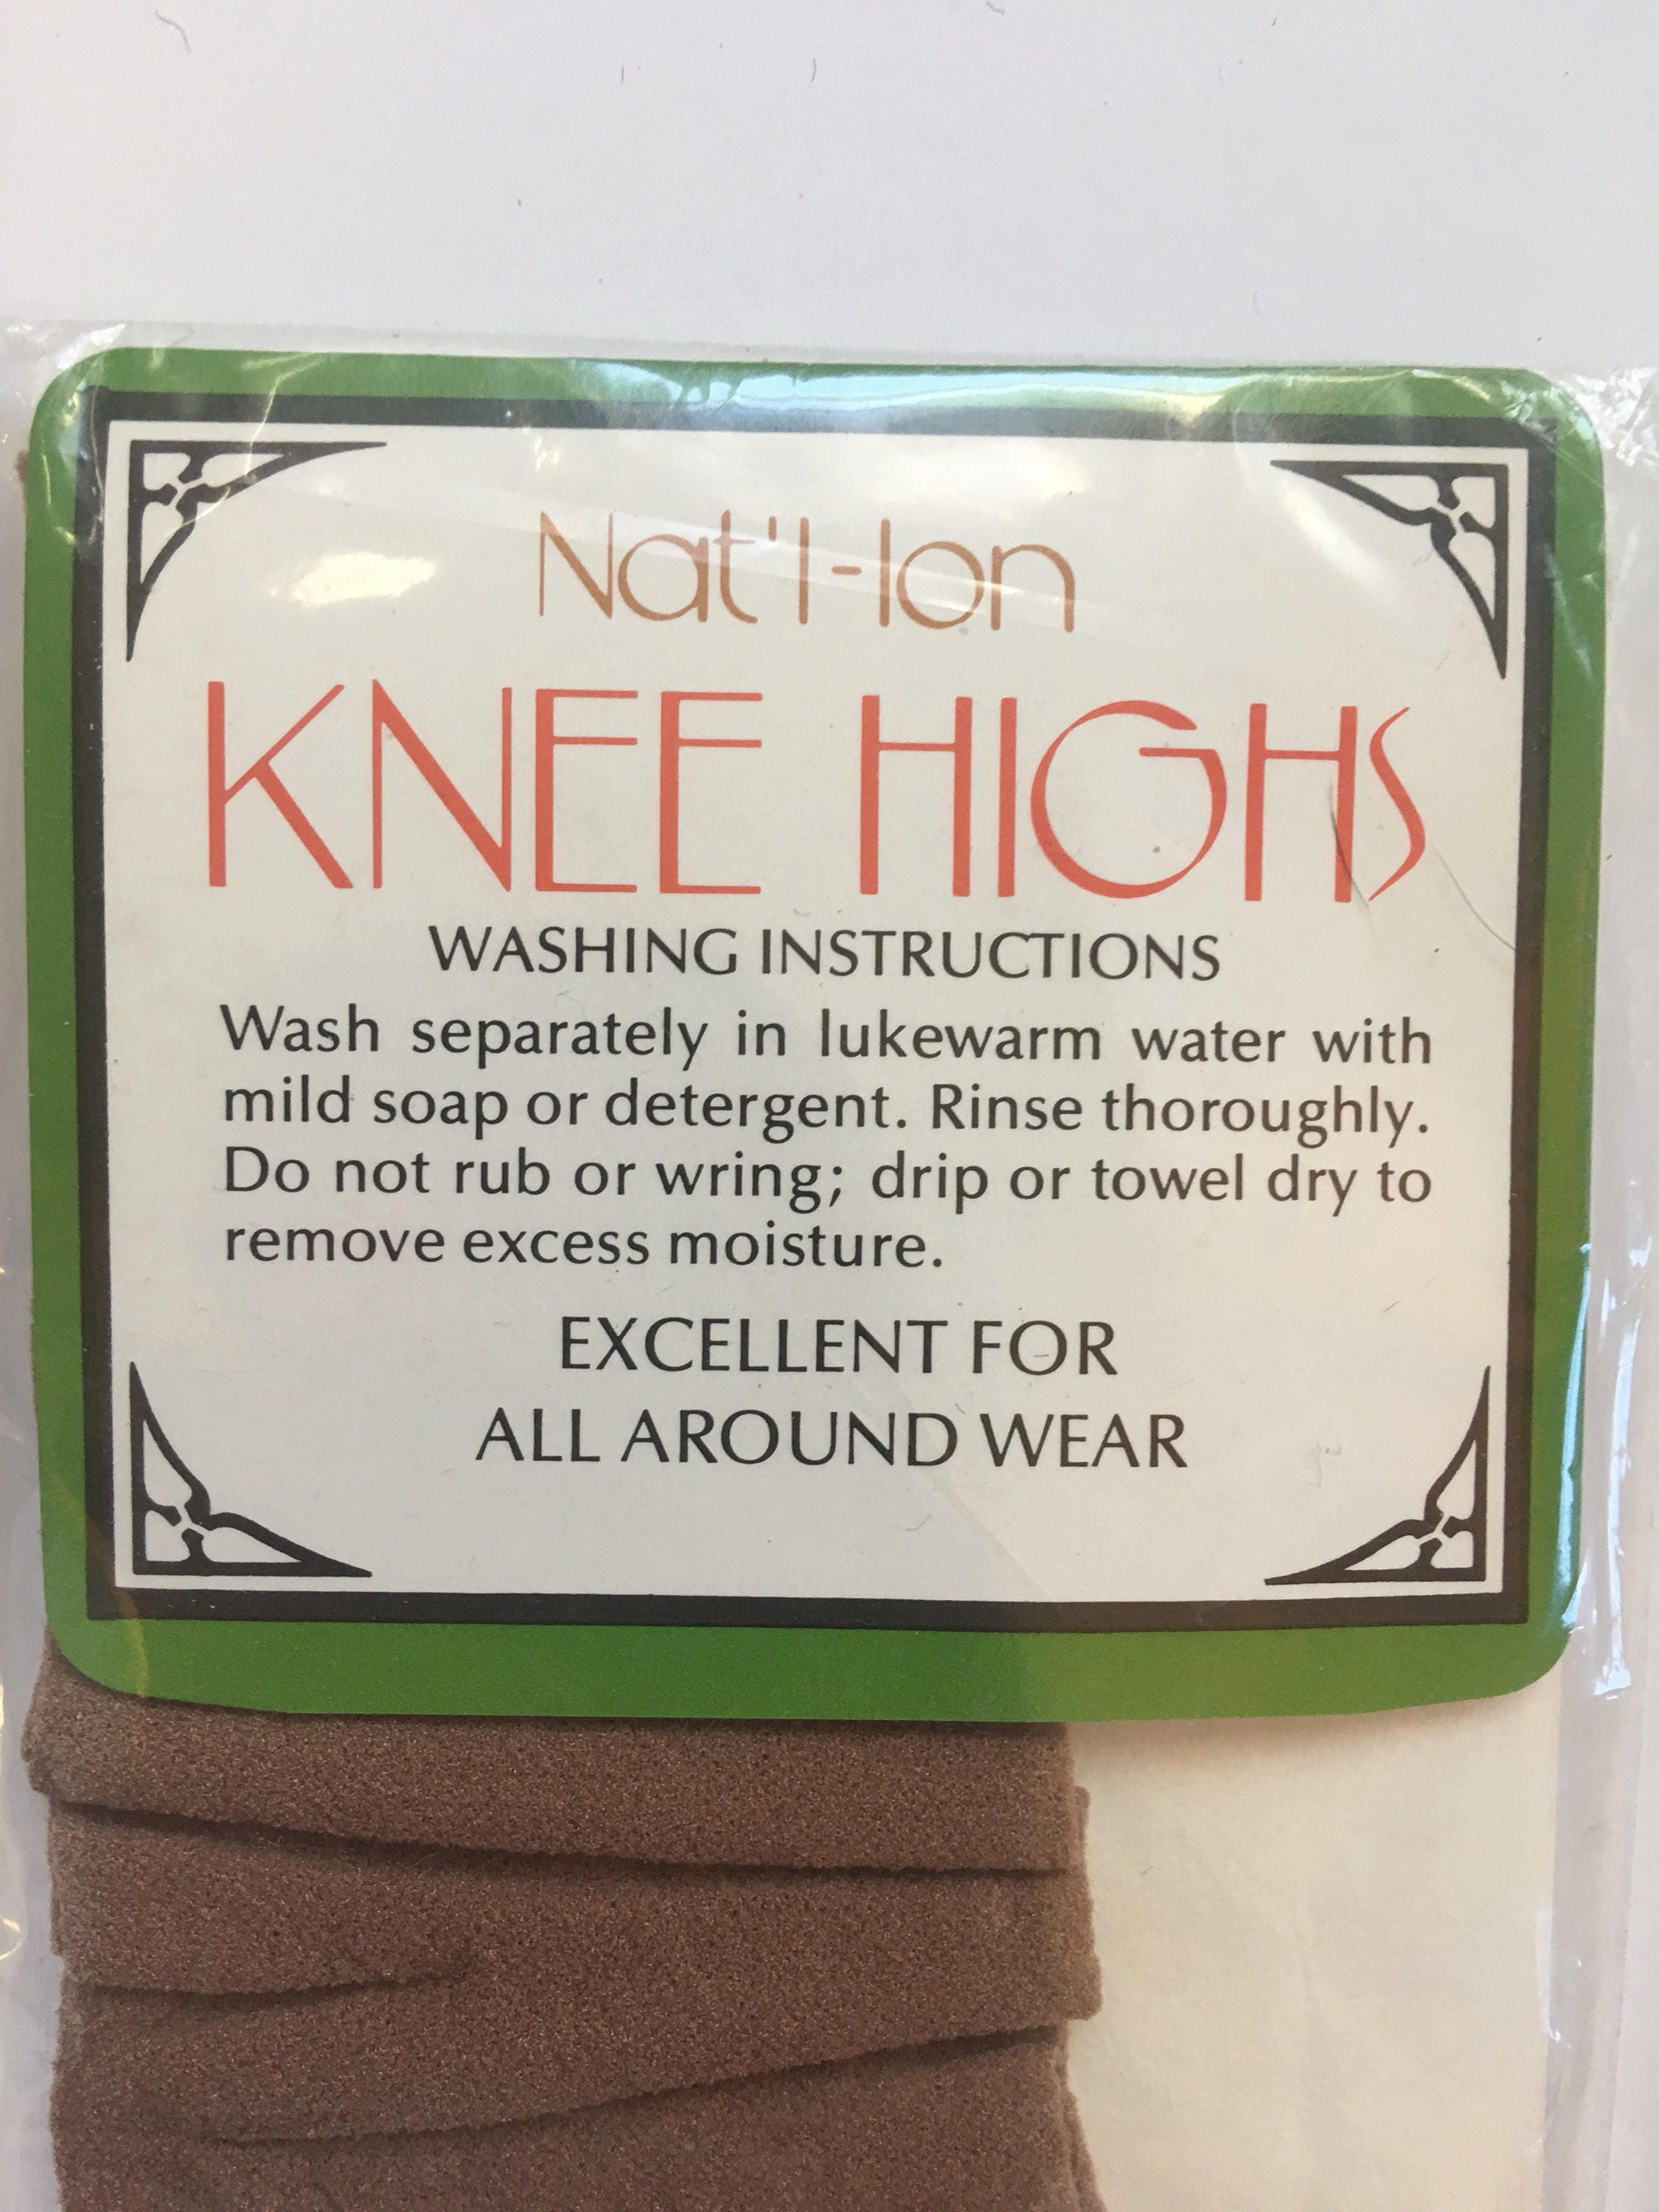 Nat'l-lon
KNEE HIGHS
WASHING INSTRUCTIONS
Wash separately in lukewarm water with
mild soap or detergent. Rinse thoroughly.
Do not rub or wring; drip or towel dry to
remove excess moisture.
EXCELLENT FOR
ALL AROUND WEAR